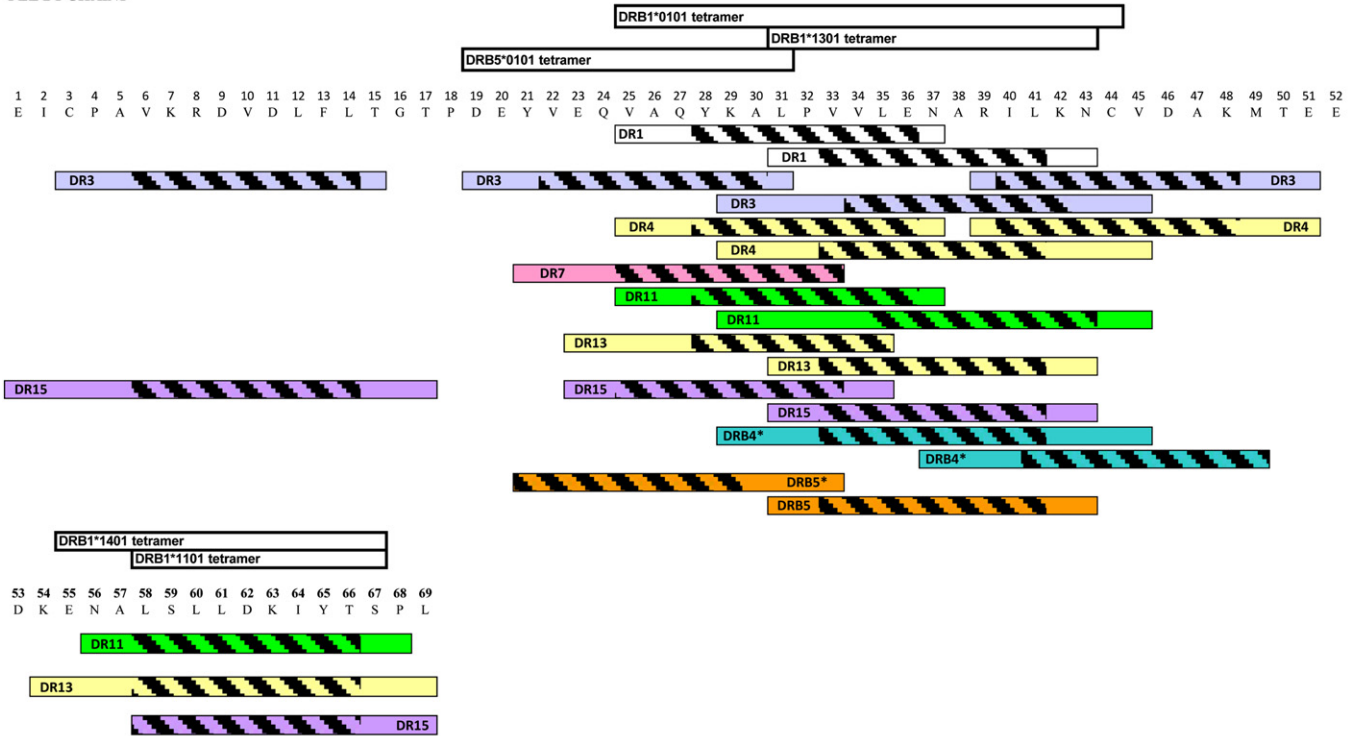 DRB1*0101 tetramer
DRB1*1301 tetramer
DRB5*0101 tetramer
1 2 3 4 5 6 7 8 9 10 11 12 13 14 15 16 17 18 19 20 21 22 23 24 25 26 27 28 29 30 31 32 33 34 35 36 37 38 39 40 41 42 43 44 45 46 47 48 49 50 51 52
E I C P A V K R D V D L F L T G T P D E Y V E Q V A Q Y K A L P V V L E N A R I L K N C V D A K M T E E
DR1
DR1
DR3 DR3 DR3
DR3
DR4 DR4
DR4
DR7
DR11
DR11
DR13
DR13
DR15 DR15
DR15
DRB4*
DRB4*
DRB5*
DRB5
DRB1*1401 tetramer
DRB1*1101 tetramer
53 54 55 56 57 58 59 60 61 62 63 64 65 66 67 68 69
D K E N A L S L L D K I Y T S P L
DR11
DR13
DR15